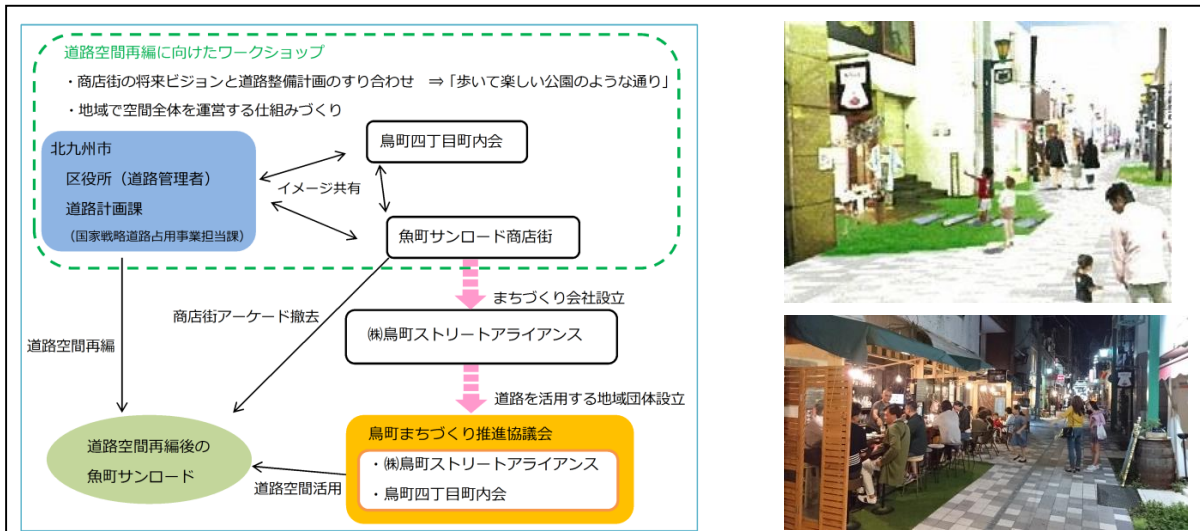 道路空間再編に向けたワークショップ
・商店街の将来ビジョンと道路整備計画のすり合わせ ⇒「歩いて楽しい公園のような通り」
・地域で空間全体を運営する仕組みづくり
北九州市
区役所(道路管理者)
道路計画課
(国家戦略道路占用事業担当課)
鳥町四丁目町内会
イメージ共有
魚町サンロード商店街
まちづくり会社設立
商店街アーケード撤去
㈱鳥町ストリートアライアンス
道路空間再編
道路を活用する地域団体設立
鳥町まちづくり推進協議会
・㈱鳥町ストリートアライアンス
・鳥町四丁目町内会
道路空間再編後の
魚町サンロード
道路空間活用